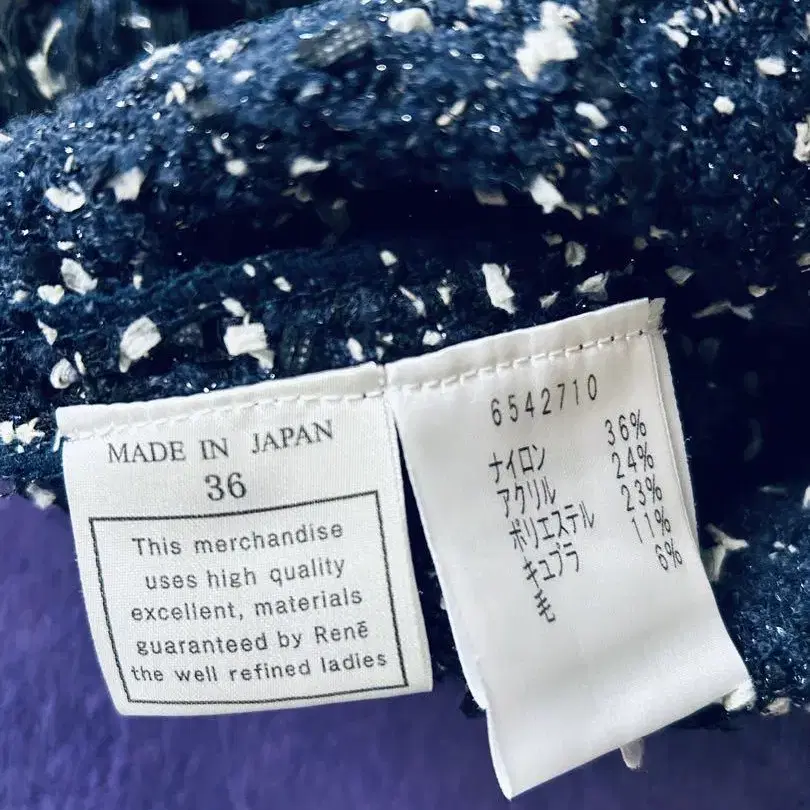 MADE IN JAPAN
36
This merchandise
uses high quality
excellent, materials
guaranteed by Renē
the well refined ladies
6542710
ナイロン 36%
アクリル 24%
ポリエステル 23%
キュプラ 11%
毛 6%